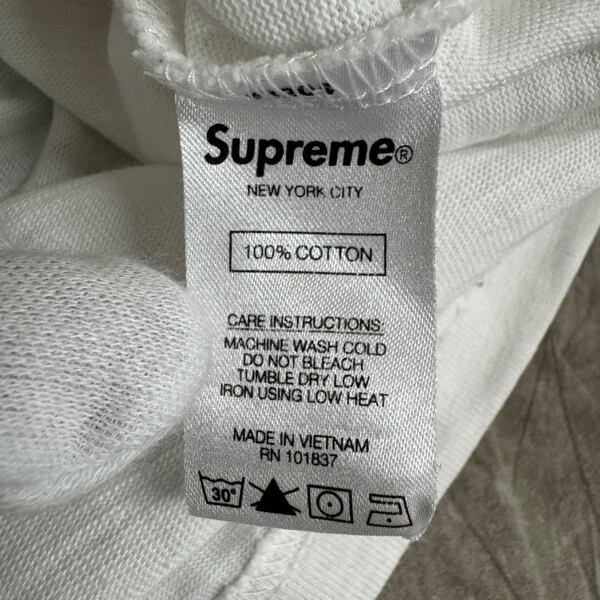 Supreme®
NEW YORK CITY
100% COTTON
CARE INSTRUCTIONS:
MACHINE WASH COLD
DO NOT BLEACH
TUMBLE DRY LOW
IRON USING LOW HEAT
MADE IN VIETNAM
RN 101837
30°